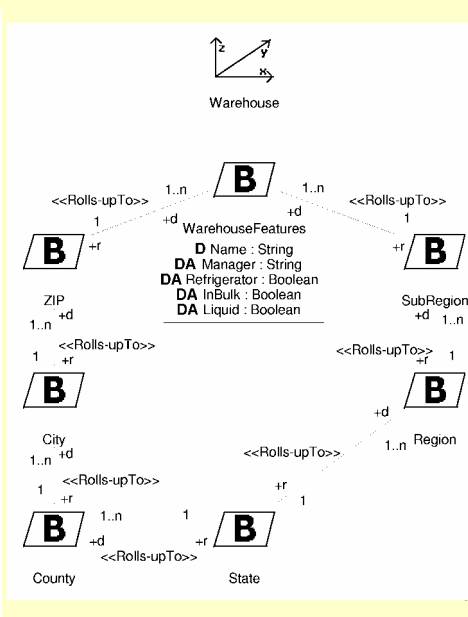 z
y
x
Warehouse
B
<<Rolls-upTo>>
1..n
1..n
<<Rolls-upTo>>
1
+d
+d
1
B
+r
WarehouseFeatures
+r
B
D Name : String
DA Manager : String
DA Refrigerator : Boolean
DA InBulk : Boolean
DA Liquid : Boolean
ZIP
SubRegion
1..n
+d
+d
1..n
<<Rolls-upTo>>
<<Rolls-upTo>>
1
+r
+r
1
B
B
+d
City
Region
1..n
+d
<<Rolls-upTo>>
1..n
<<Rolls-upTo>>
1
+r
+r
1
B
1..n
1
B
+d
+r
<<Rolls-upTo>>
County
State